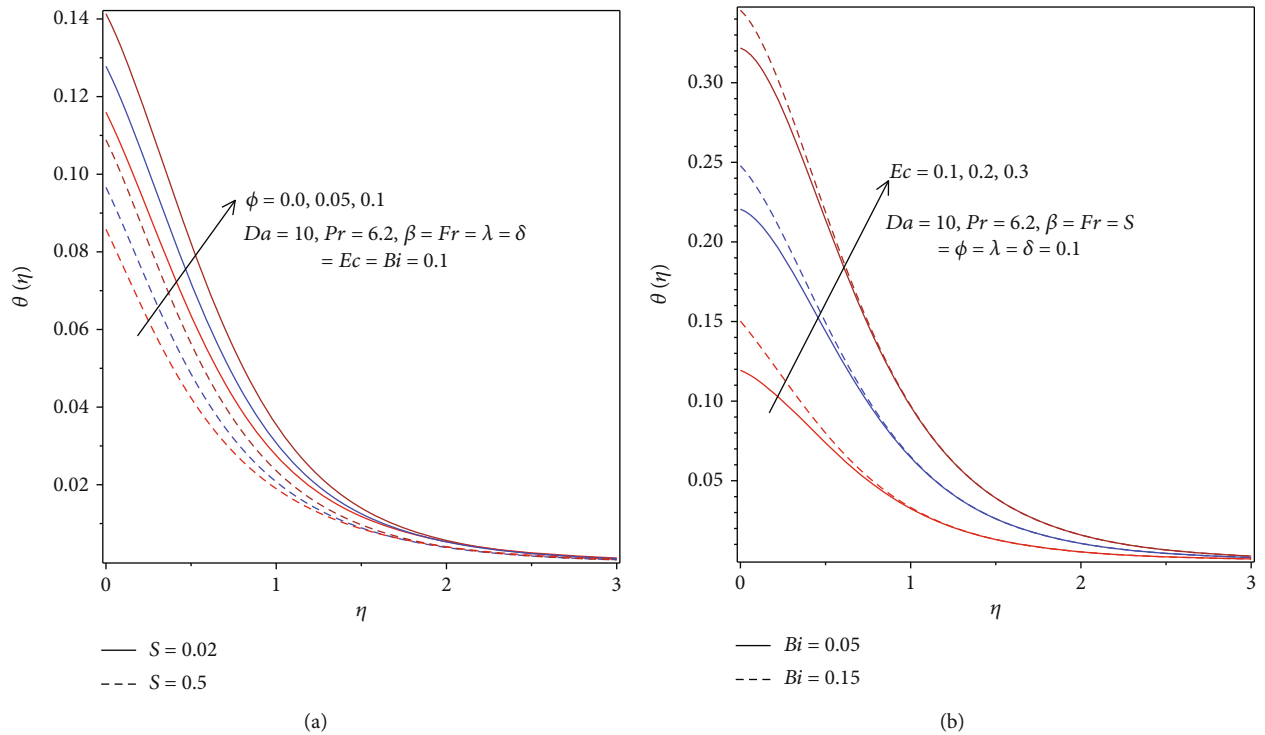 0.14
0.12
0.10
0.08
0.06
0.04
0.02
θ (η)
ϕ = 0.0, 0.05, 0.1
Da = 10, Pr = 6.2, β = Fr = λ = δ
= Ec = Bi = 0.1
0 1 2 3
η
S = 0.02
S = 0.5
(a)
0.30
0.25
0.20
0.15
0.10
0.05
θ (η)
Ec = 0.1, 0.2, 0.3
Da = 10, Pr = 6.2, β = Fr = S
= ϕ = λ = δ = 0.1
0 1 2 3
η
Bi = 0.05
Bi = 0.15
(b)